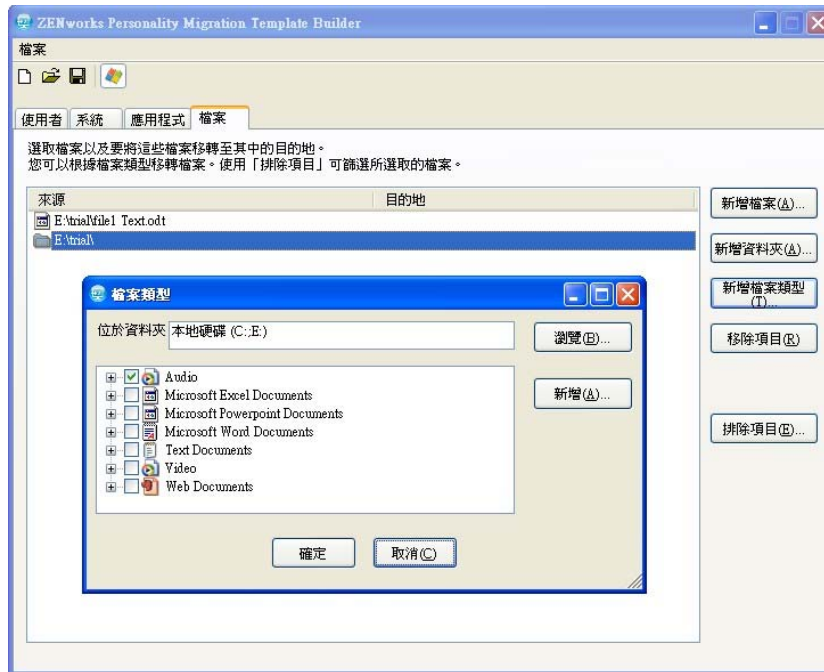 ZENworks Personality Migration Template Builder
檔案
使用者 系統 應用程式 檔案
選取檔案以及要將這些檔案移轉至其中的目的地。
您可以根據檔案類型移轉檔案。使用「排除項目」可篩選所選取的檔案。
來源 目的地
E:\trial\file1 Text.odt
E:\trial\
新增檔案(A)...
新增資料夾(A)...
新增檔案類型
(T)...
移除項目(R)
排除項目(E)...
檔案類型
位於資料夾 本地硬碟 (C:;E:)
瀏覽(B)...
新增(A)...
Audio
Microsoft Excel Documents
Microsoft Powerpoint Documents
Microsoft Word Documents
Text Documents
Video
Web Documents
確定 取消(C)